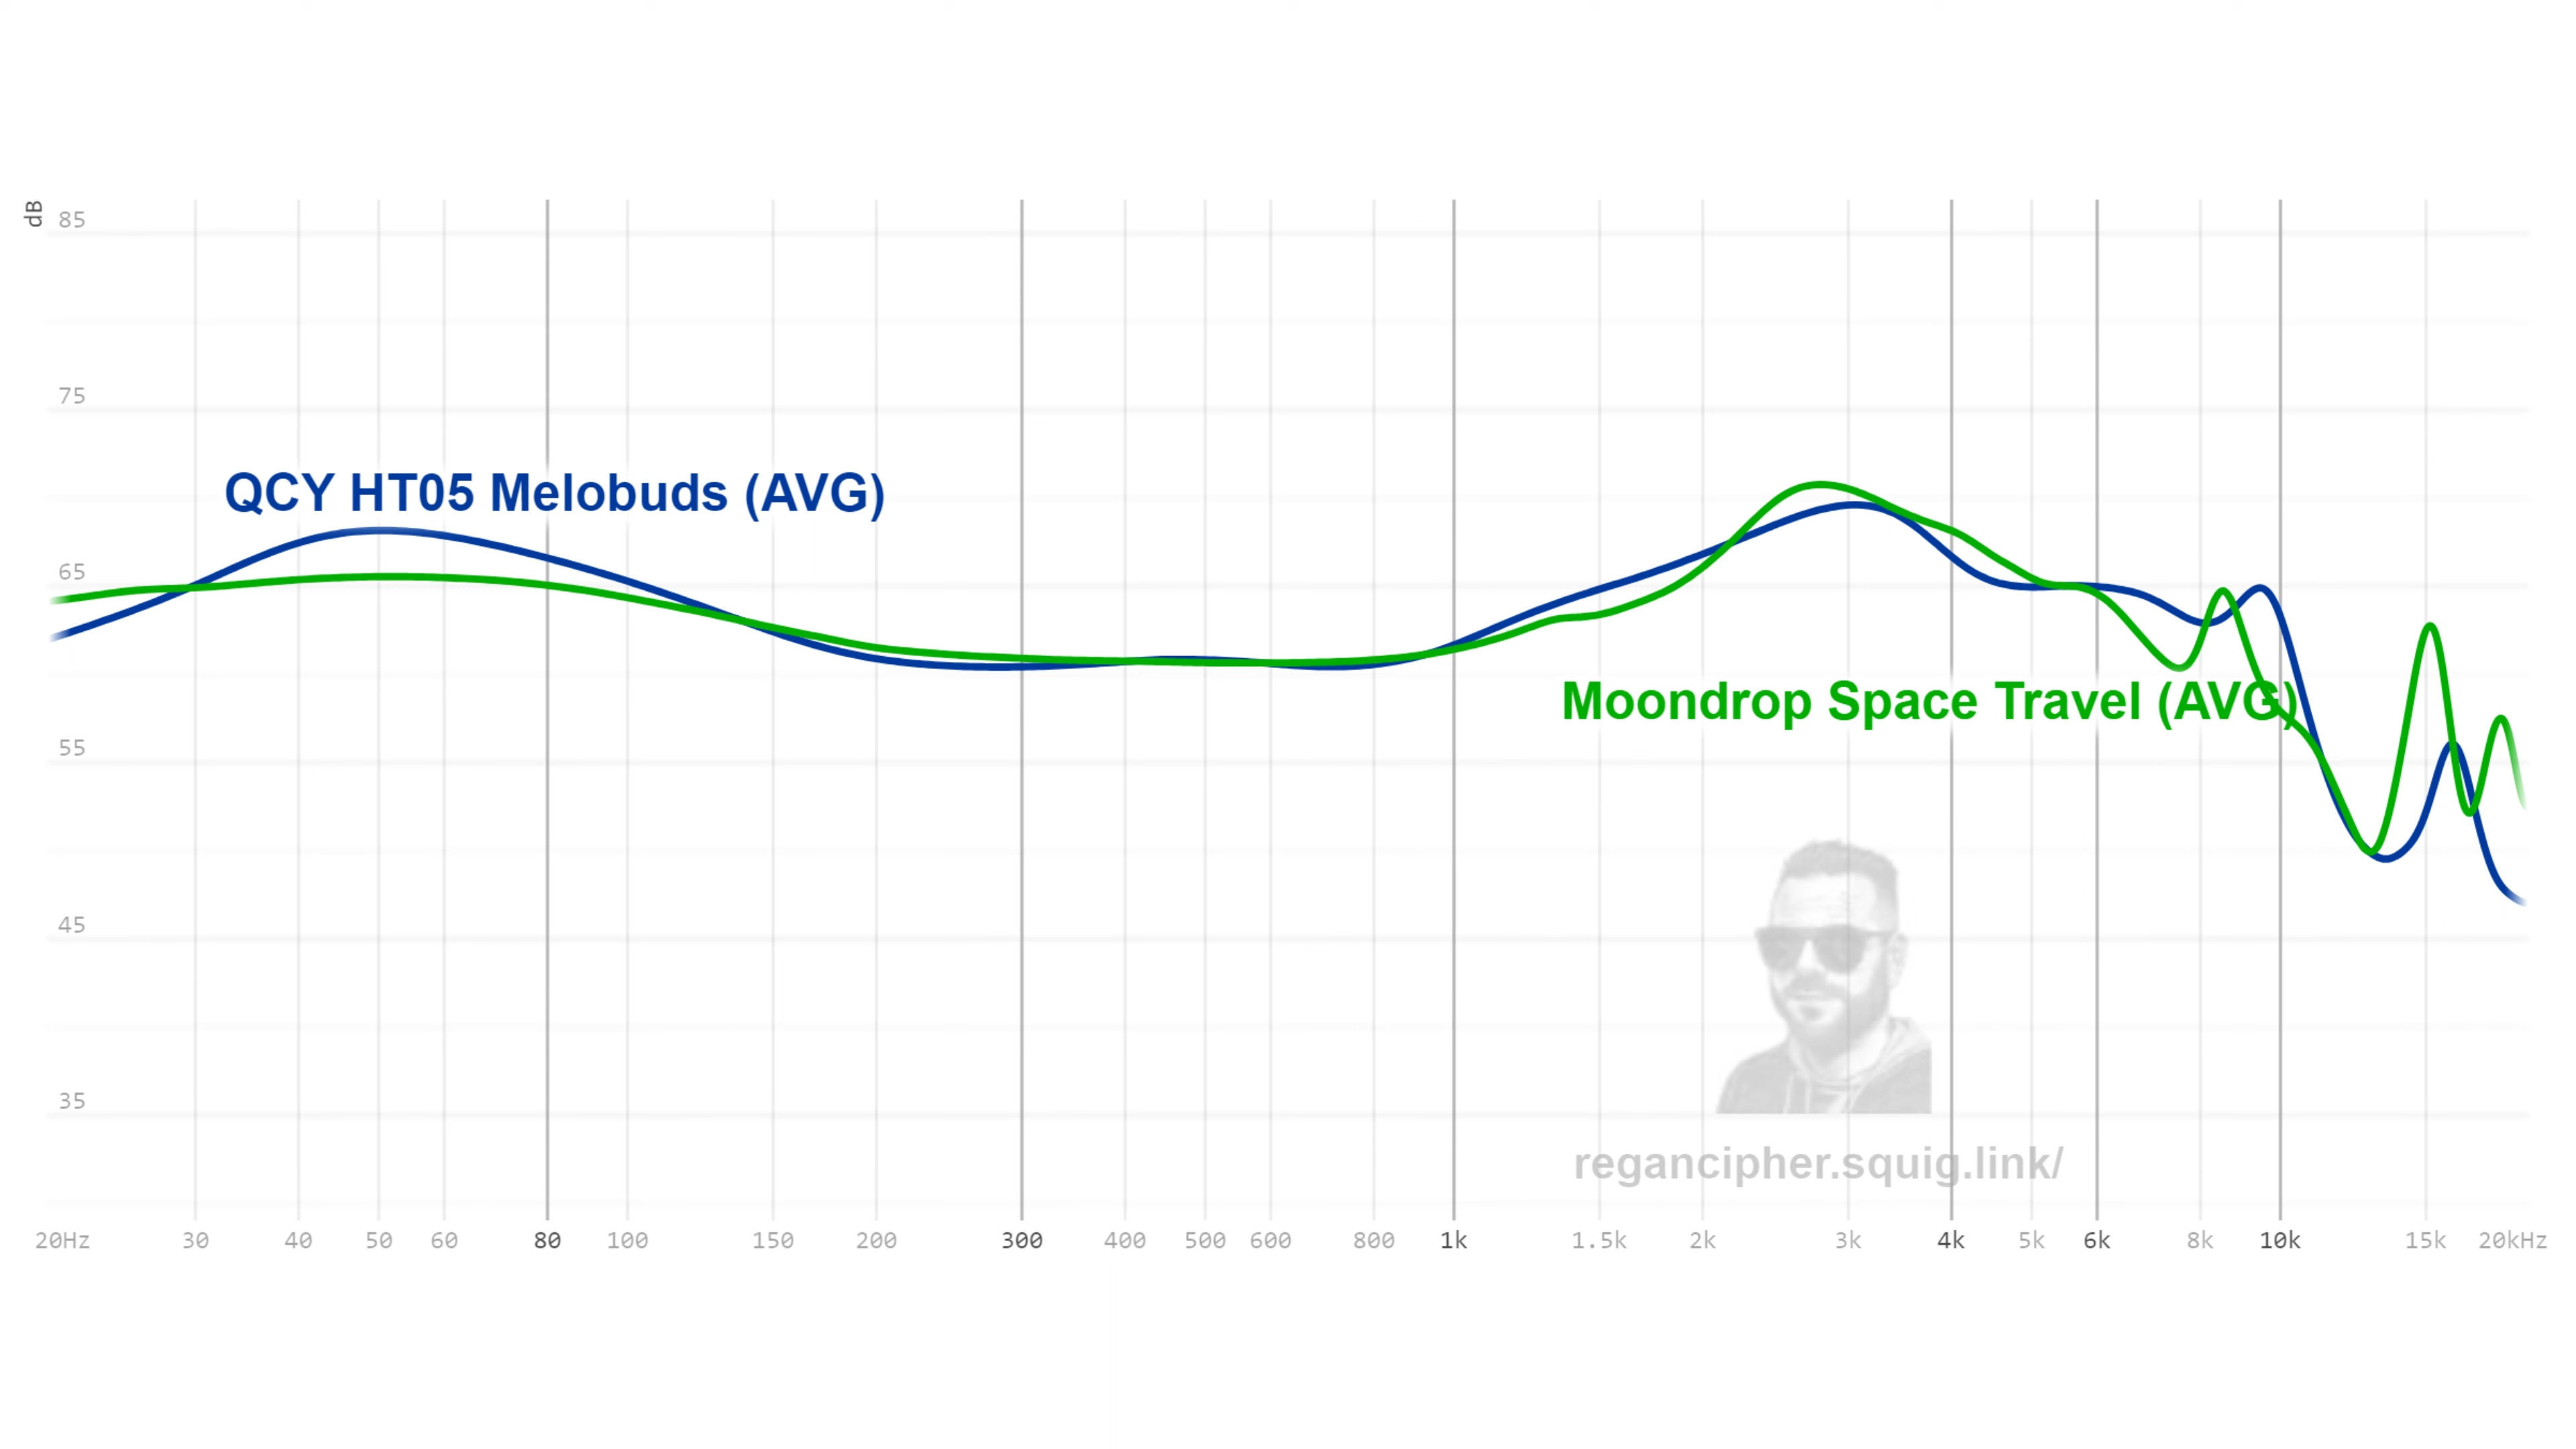 dB
85
75
QCY HT05 Melobuds (AVG)
65
Moondrop Space Travel (AVG)
55
45
35
regancipher.squig.link/
20Hz 30 40 50 60 80 100 150 200 300 400 500 600 800 1k 1.5k 2k 3k 4k 5k 6k 8k 10k 15k 20kHz